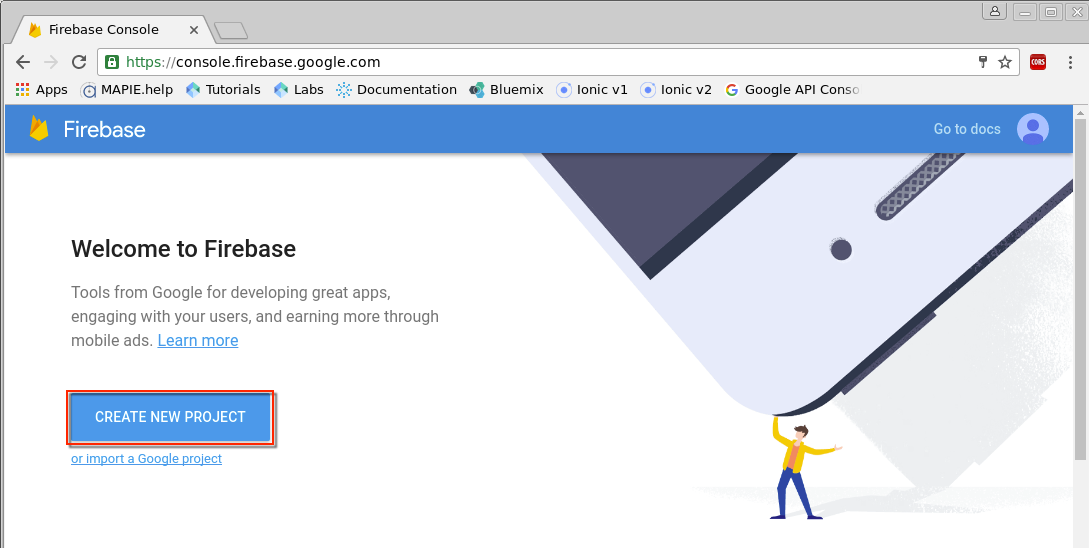 Firebase Console
https://console.firebase.google.com
CORS
Apps MAPIE.help Tutorials Labs Documentation Bluemix Ionic v1 Ionic v2 Google API Conso
Firebase
Go to docs
Welcome to Firebase
Tools from Google for developing great apps,
engaging with your users, and earning more through
mobile ads. Learn more
CREATE NEW PROJECT
or import a Google project